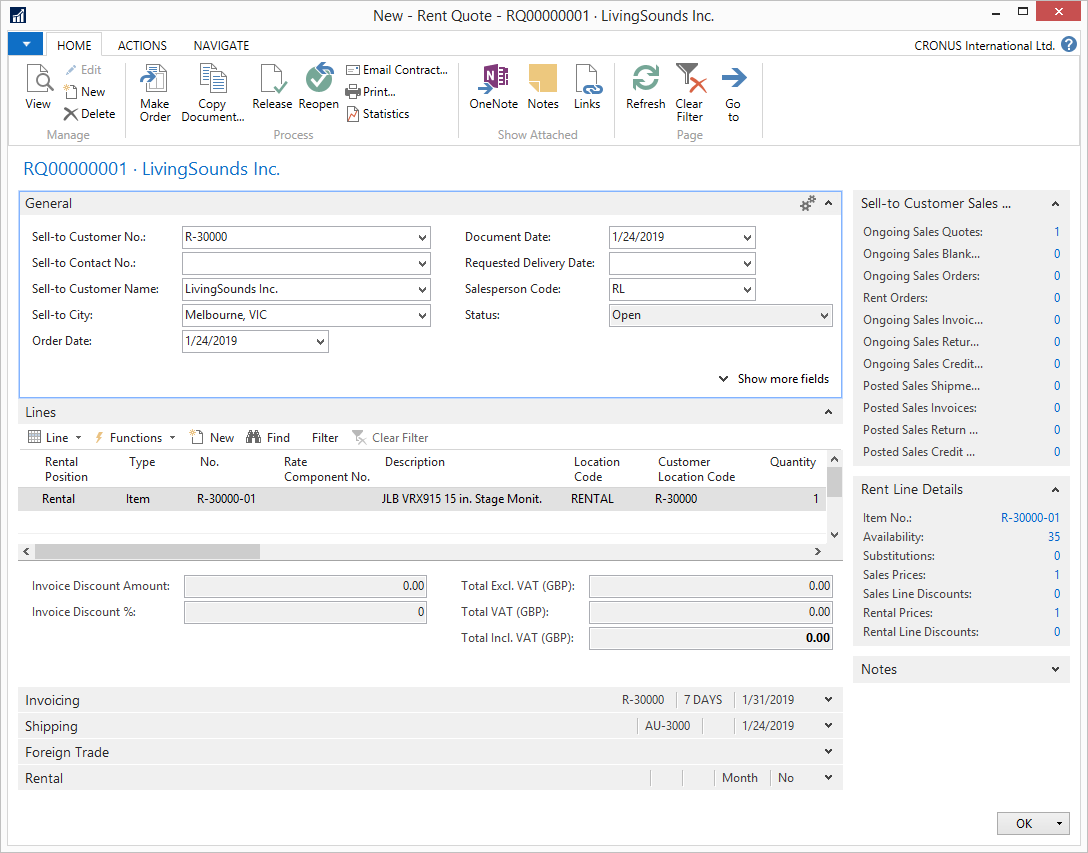 New - Rent Quote - RQ00000001 · LivingSounds Inc.
HOME ACTIONS NAVIGATE CRONUS International Ltd. ?
View
Edit
New
Delete
Manage
Make Order
Copy Document...
Release
Reopen
Email Contract...
Print...
Statistics
Process
OneNote
Notes
Links
Show Attached
Refresh
Clear Filter
Go to
Page
RQ00000001 · LivingSounds Inc.
General
Sell-to Customer No.: R-30000
Sell-to Contact No.:
Sell-to Customer Name: LivingSounds Inc.
Sell-to City: Melbourne, VIC
Order Date: 1/24/2019
Document Date: 1/24/2019
Requested Delivery Date:
Salesperson Code: RL
Status: Open
Show more fields
Lines
Line Functions New Find Filter Clear Filter
Rental Position Type No. Rate Component No. Description Location Code Customer Location Code Quantity
Rental Item R-30000-01 JLB VRX915 15 in. Stage Monit. RENTAL R-30000 1
Invoice Discount Amount: 0.00
Invoice Discount %: 0
Total Excl. VAT (GBP): 0.00
Total VAT (GBP): 0.00
Total Incl. VAT (GBP): 0.00
Invoicing R-30000 7 DAYS 1/31/2019
Shipping AU-3000 1/24/2019
Foreign Trade
Rental Month No
Sell-to Customer Sales ...
Ongoing Sales Quotes: 1
Ongoing Sales Blank... 0
Ongoing Sales Orders: 0
Rent Orders: 0
Ongoing Sales Invoic... 0
Ongoing Sales Retur... 0
Ongoing Sales Credit... 0
Posted Sales Shipme... 0
Posted Sales Invoices: 0
Posted Sales Return ... 0
Posted Sales Credit ... 0
Rent Line Details
Item No.: R-30000-01
Availability: 35
Substitutions: 0
Sales Prices: 1
Sales Line Discounts: 0
Rental Prices: 1
Rental Line Discounts: 0
Notes
OK